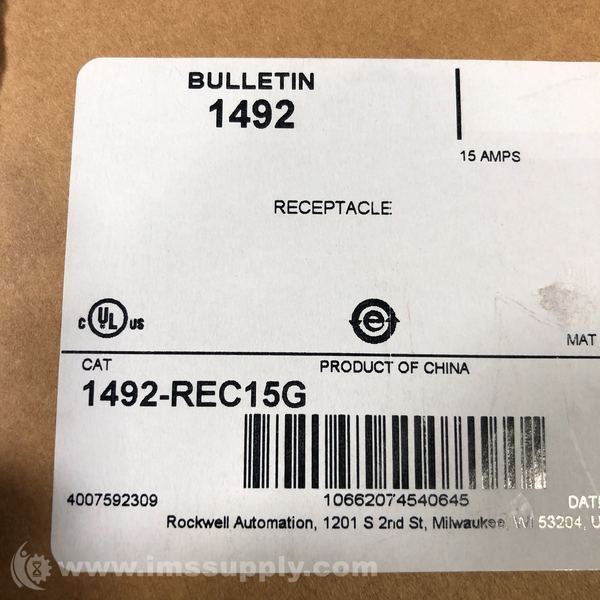 BULLETIN
1492
15 AMPS
RECEPTACLE
c UL US
e
MAT
CAT
PRODUCT OF CHINA
1492-REC15G
4007592309
10662074540645
DAT
Rockwell Automation, 1201 S 2nd St, Milwaukee, WI 53204, U
www.imssupply.com